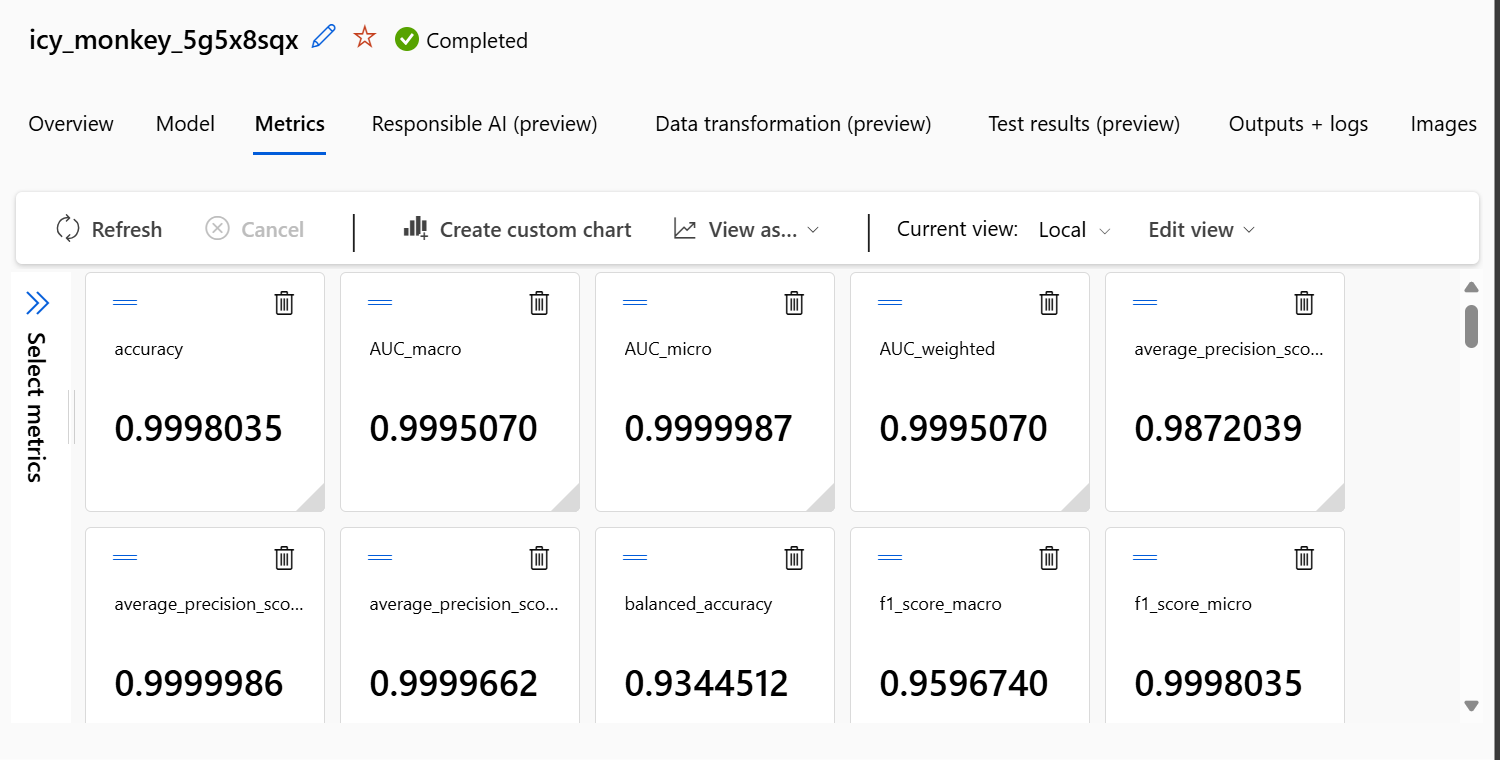 icy_monkey_5g5x8sqx Completed
Overview Model Metrics Responsible AI (preview) Data transformation (preview) Test results (preview) Outputs + logs Images
Refresh Cancel Create custom chart View as... Current view: Local Edit view
Select metrics
accuracy AUC_macro AUC_micro AUC_weighted average_precision_sco...
0.9998035 0.9995070 0.9999987 0.9995070 0.9872039
average_precision_sco... average_precision_sco... balanced_accuracy f1_score_macro f1_score_micro
0.9999986 0.9999662 0.9344512 0.9596740 0.9998035